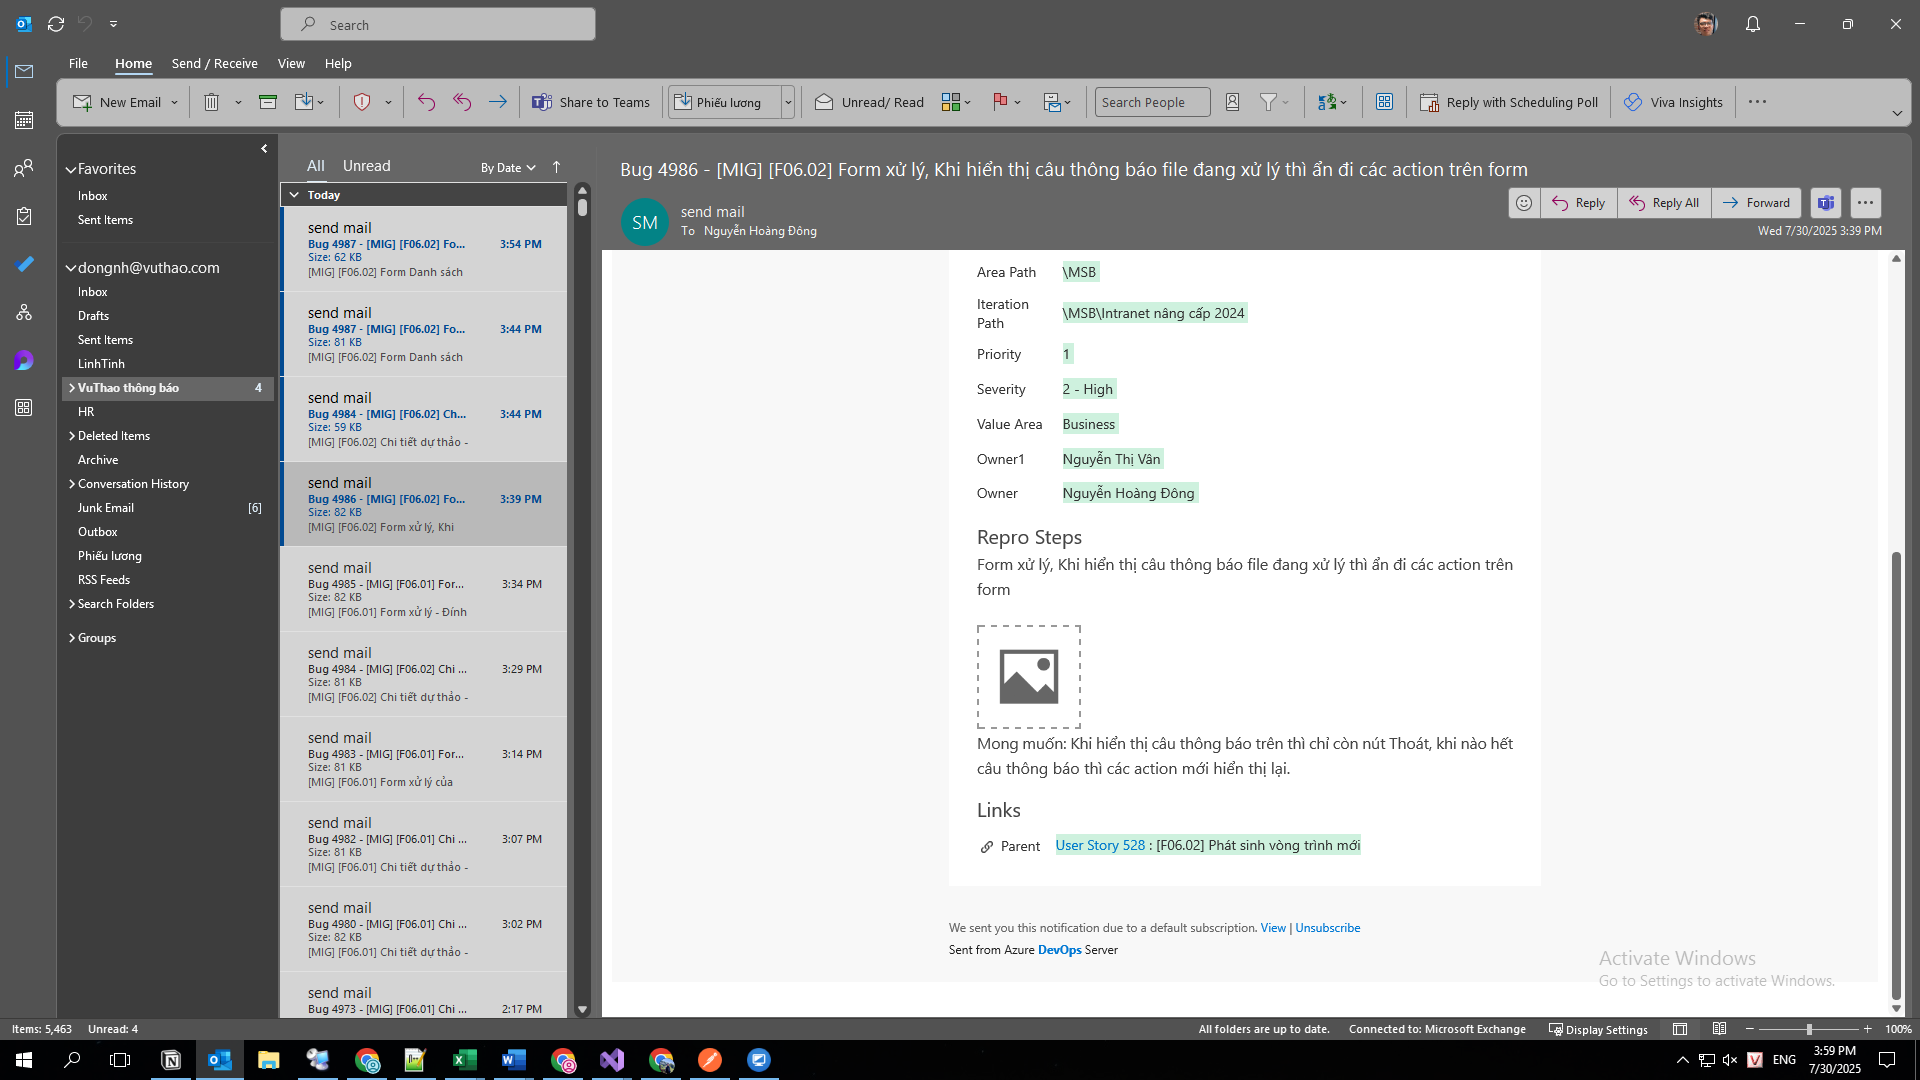 Search
File
Home
Send / Receive
View
Help
New Email
Share to Teams
Phiếu lương
Unread/ Read
Search People
Reply with Scheduling Poll
Viva Insights
Favorites
Inbox
Sent Items
dongnh@vuthao.com
Inbox
Drafts
Sent Items
LinhTinh
VuThao thông báo 4
HR
Deleted Items
Archive
Conversation History
Junk Email [6]
Outbox
Phiếu lương
RSS Feeds
Search Folders
Groups
All
Unread
By Date
Today
send mail
Bug 4987 - [MIG] [F06.02] Fo... 3:54 PM
Size: 62 KB
[MIG] [F06.02] Form Danh sách
send mail
Bug 4987 - [MIG] [F06.02] Fo... 3:44 PM
Size: 81 KB
[MIG] [F06.02] Form Danh sách
send mail
Bug 4984 - [MIG] [F06.02] Ch... 3:44 PM
Size: 59 KB
[MIG] [F06.02] Chi tiết dự thảo -
send mail
Bug 4986 - [MIG] [F06.02] Fo... 3:39 PM
Size: 82 KB
[MIG] [F06.02] Form xử lý, Khi
send mail
Bug 4985 - [MIG] [F06.01] For... 3:34 PM
Size: 82 KB
[MIG] [F06.01] Form xử lý - Đính
send mail
Bug 4984 - [MIG] [F06.02] Chi ... 3:29 PM
Size: 81 KB
[MIG] [F06.02] Chi tiết dự thảo -
send mail
Bug 4983 - [MIG] [F06.01] For... 3:14 PM
Size: 81 KB
[MIG] [F06.01] Form xử lý của
send mail
Bug 4982 - [MIG] [F06.01] Chi ... 3:07 PM
Size: 81 KB
[MIG] [F06.01] Chi tiết dự thảo -
send mail
Bug 4980 - [MIG] [F06.01] Chi ... 3:02 PM
Size: 82 KB
[MIG] [F06.01] Chi tiết dự thảo -
send mail
Bug 4973 - [MIG] [F06.01] Chi ... 2:17 PM
Bug 4986 - [MIG] [F06.02] Form xử lý, Khi hiển thị câu thông báo file đang xử lý thì ẩn đi các action trên form
SM
send mail
To Nguyễn Hoàng Đông
Reply
Reply All
Forward
Wed 7/30/2025 3:39 PM
Area Path \MSB
Iteration Path \MSB\Intranet nâng cấp 2024
Priority 1
Severity 2 - High
Value Area Business
Owner1 Nguyễn Thị Vân
Owner Nguyễn Hoàng Đông
Repro Steps
Form xử lý, Khi hiển thị câu thông báo file đang xử lý thì ẩn đi các action trên
form
Mong muốn: Khi hiển thị câu thông báo trên thì chỉ còn nút Thoát, khi nào hết
câu thông báo thì các action mới hiển thị lại.
Links
Parent User Story 528 : [F06.02] Phát sinh vòng trình mới
We sent you this notification due to a default subscription. View | Unsubscribe
Sent from Azure DevOps Server
Activate Windows
Go to Settings to activate Windows.
Items: 5,463 Unread: 4
All folders are up to date.
Connected to: Microsoft Exchange
Display Settings
100%
ENG
3:59 PM
7/30/2025